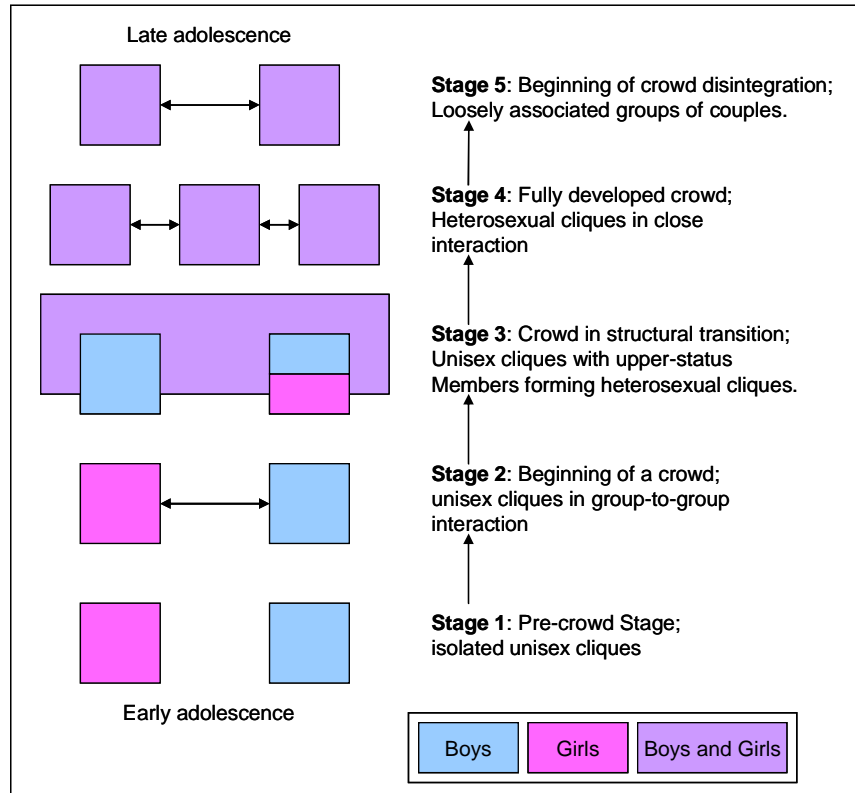 Late adolescence
Stage 5: Beginning of crowd disintegration;
Loosely associated groups of couples.
Stage 4: Fully developed crowd;
Heterosexual cliques in close
interaction
Stage 3: Crowd in structural transition;
Unisex cliques with upper-status
Members forming heterosexual cliques.
Stage 2: Beginning of a crowd;
unisex cliques in group-to-group
interaction
Stage 1: Pre-crowd Stage;
isolated unisex cliques
Early adolescence
Boys
Girls
Boys and Girls